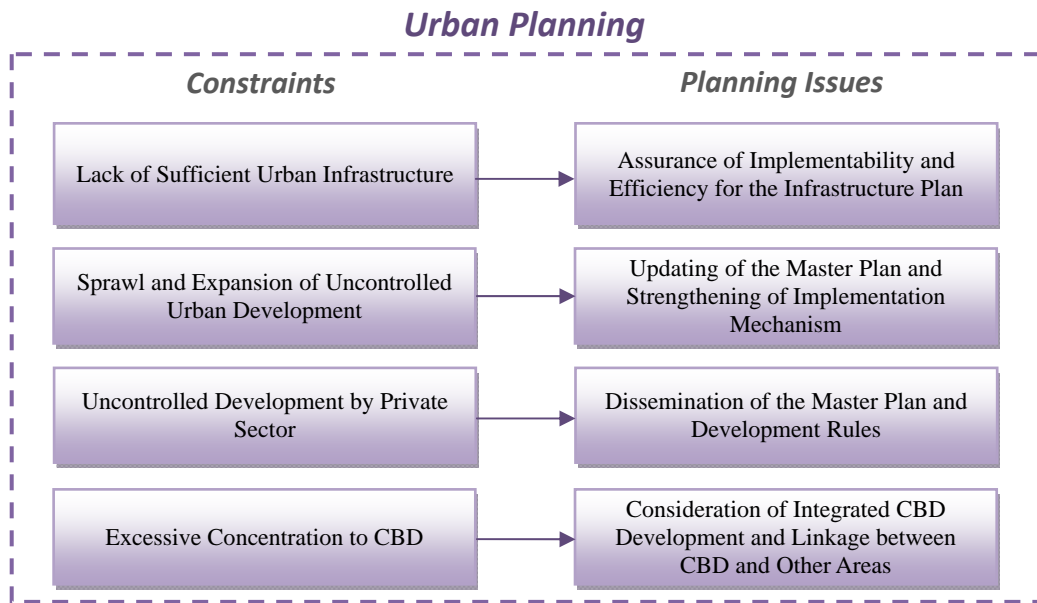 Urban Planning
Constraints
Planning Issues
Lack of Sufficient Urban Infrastructure
Assurance of Implementability and
Efficiency for the Infrastructure Plan
Sprawl and Expansion of Uncontrolled
Urban Development
Updating of the Master Plan and
Strengthening of Implementation
Mechanism
Uncontrolled Development by Private
Sector
Dissemination of the Master Plan and
Development Rules
Excessive Concentration to CBD
Consideration of Integrated CBD
Development and Linkage between
CBD and Other Areas